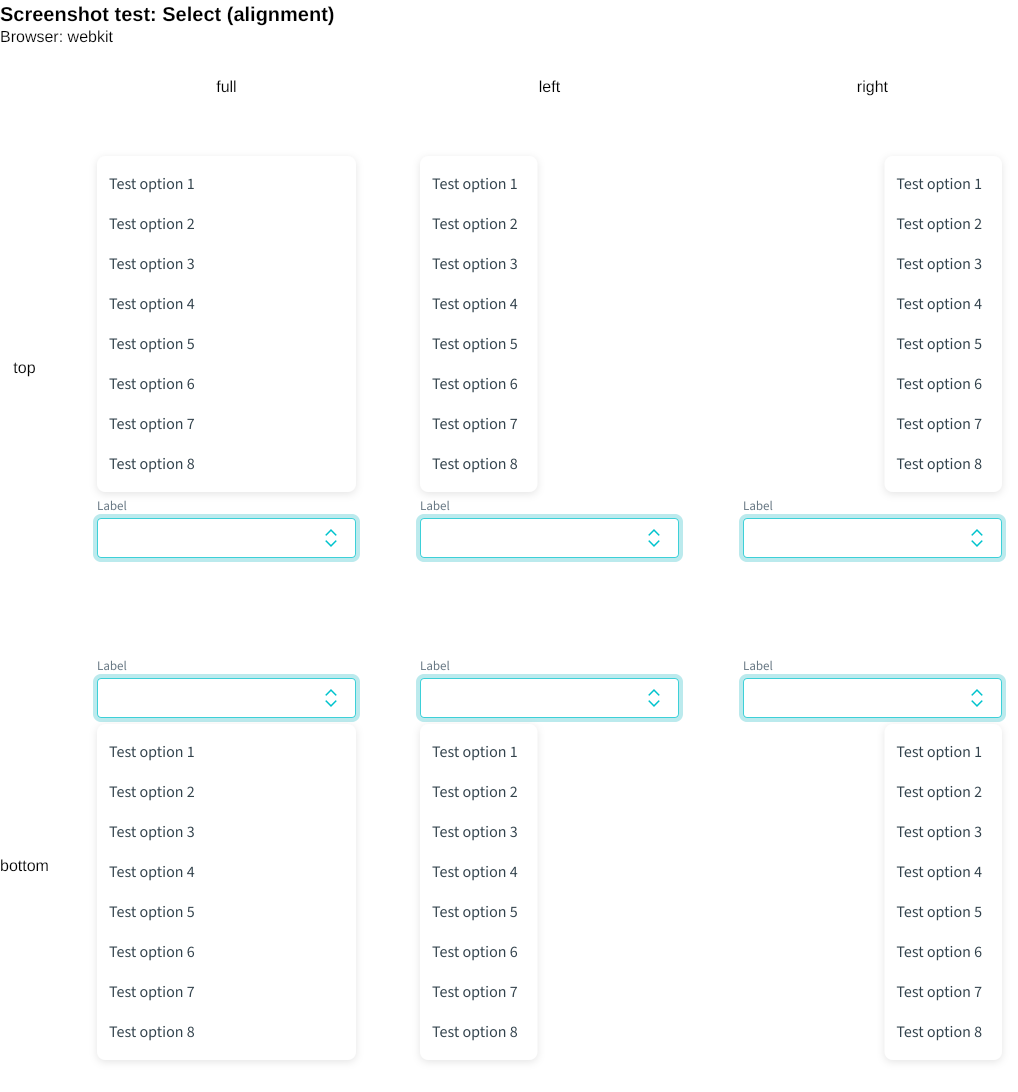 Screenshot test: Select (alignment)
Browser: webkit
full left right
top
Test option 1 Test option 1 Test option 1
Test option 2 Test option 2 Test option 2
Test option 3 Test option 3 Test option 3
Test option 4 Test option 4 Test option 4
Test option 5 Test option 5 Test option 5
Test option 6 Test option 6 Test option 6
Test option 7 Test option 7 Test option 7
Test option 8 Test option 8 Test option 8
Label Label Label
bottom
Label Label Label
Test option 1 Test option 1 Test option 1
Test option 2 Test option 2 Test option 2
Test option 3 Test option 3 Test option 3
Test option 4 Test option 4 Test option 4
Test option 5 Test option 5 Test option 5
Test option 6 Test option 6 Test option 6
Test option 7 Test option 7 Test option 7
Test option 8 Test option 8 Test option 8